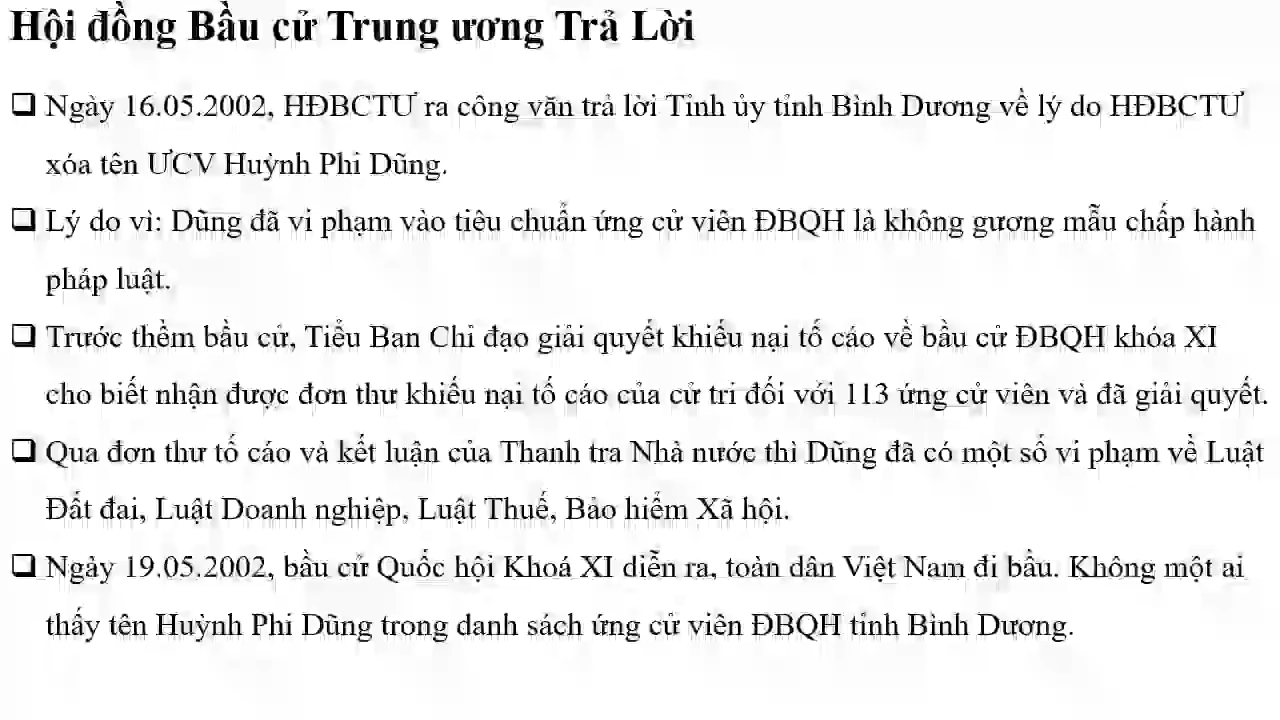 Hội đồng Bầu cử Trung ương Trả Lời
❑ Ngày 16.05.2002, HĐBCTƯ ra công văn trả lời Tỉnh ủy tỉnh Bình Dương về lý do HĐBCTƯ
xóa tên ƯCV Huỳnh Phi Dũng.
❑ Lý do vì: Dũng đã vi phạm vào tiêu chuẩn ứng cử viên ĐBQH là không gương mẫu chấp hành
pháp luật.
❑ Trước thềm bầu cử, Tiểu Ban Chỉ đạo giải quyết khiếu nại tố cáo về bầu cử ĐBQH khóa XI
cho biết nhận được đơn thư khiếu nại tố cáo của cử tri đối với 113 ứng cử viên và đã giải quyết.
❑ Qua đơn thư tố cáo và kết luận của Thanh tra Nhà nước thì Dũng đã có một số vi phạm về Luật
Đất đai, Luật Doanh nghiệp, Luật Thuế, Bảo hiểm Xã hội.
❑ Ngày 19.05.2002, bầu cử Quốc hội Khoá XI diễn ra, toàn dân Việt Nam đi bầu. Không một ai
thấy tên Huỳnh Phi Dũng trong danh sách ứng cử viên ĐBQH tỉnh Bình Dương.